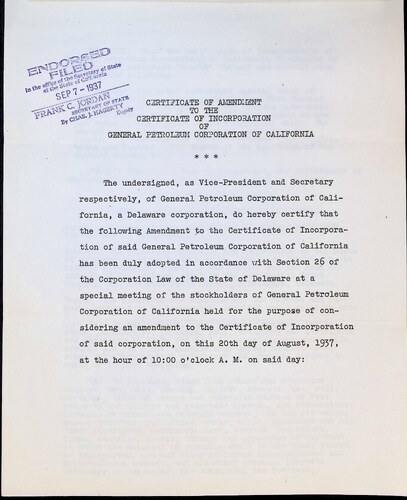 ENDORSED
FILED
In the office of the Secretary of State
of the State of California
SEP 7-1937
FRANK C. JORDAN
SECRETARY OF STATE
By CHAS. J. HAGERTY
Deputy
CERTIFICATE OF AMENDMENT
TO THE
CERTIFICATE OF INCORPORATION
OF
GENERAL PETROLEUM CORPORATION OF CALIFORNIA
* * *
The undersigned, as Vice-President and Secretary
respectively, of General Petroleum Corporation of Cali-
fornia, a Delaware corporation, do hereby certify that
the following Amendment to the Certificate of Incorpora-
tion of said General Petroleum Corporation of California
has been duly adopted in accordance with Section 26 of
the Corporation Law of the State of Delaware at a
special meeting of the stockholders of General Petroleum
Corporation of California held for the purpose of con-
sidering an amendment to the Certificate of Incorporation
of said corporation, on this 20th day of August, 1937,
at the hour of 10:00 o'clock A. M. on said day: